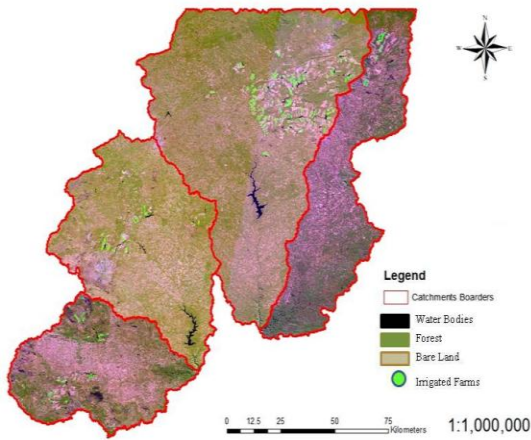 N
W E
S
Legend
Catchments Boarders
Water Bodies
Forest
Bare Land
Irrigated Farms
0 12.5 25 50 75
Kilometers
1:1,000,000